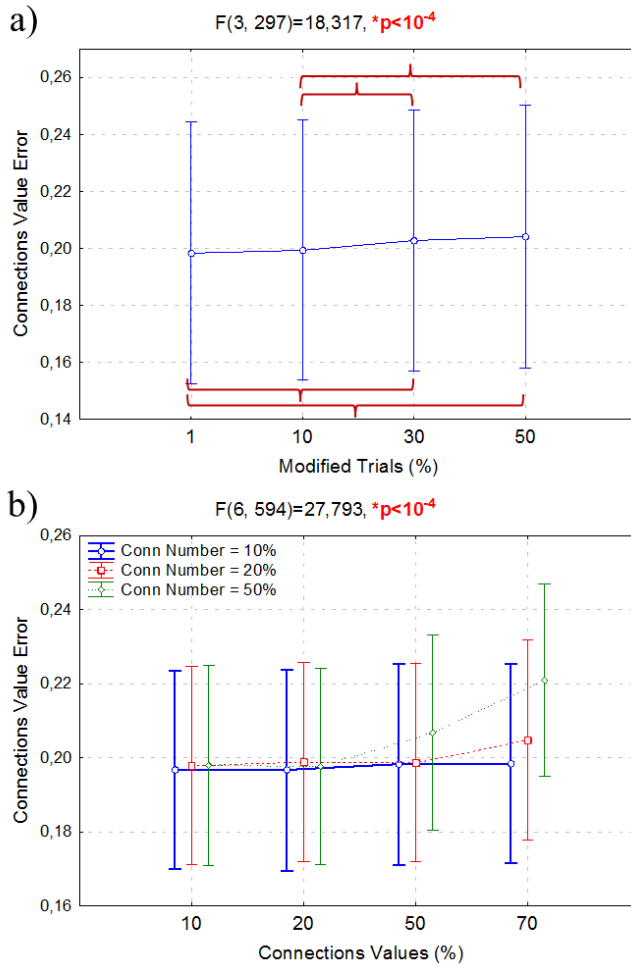 a)
F(3, 297)=18,317, *p<10⁻⁴
Connections Value Error
0,26
0,24
0,22
0,20
0,18
0,16
0,14
1 10 30 50
Modified Trials (%)
b)
F(6, 594)=27,793, *p<10⁻⁴
Connections Value Error
0,26
0,24
0,22
0,20
0,18
0,16
Conn Number = 10%
Conn Number = 20%
Conn Number = 50%
10 20 50 70
Connections Values (%)